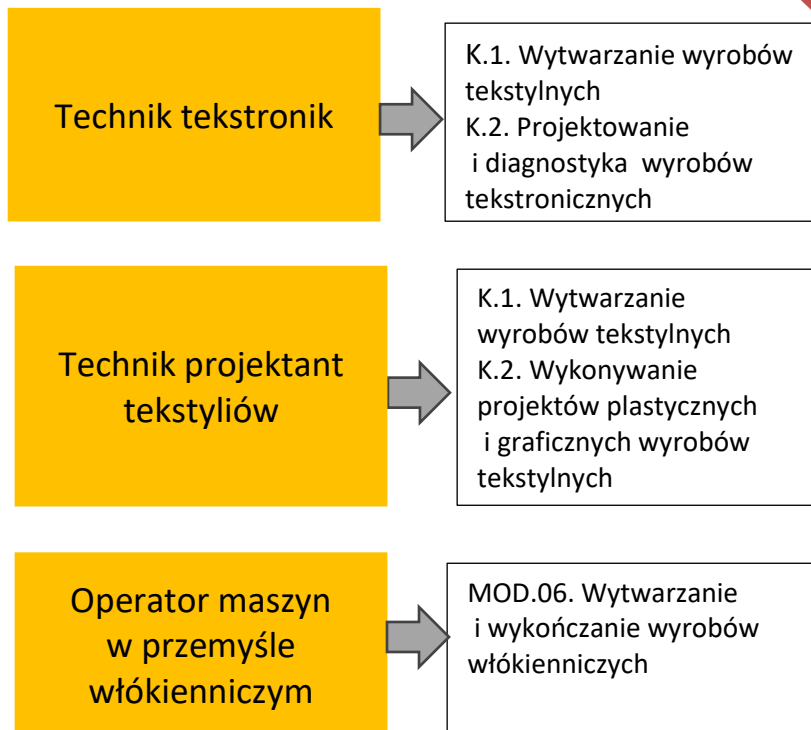 Technik tekstronik
K.1. Wytwarzanie wyrobów
tekstylnych
K.2. Projektowanie
i diagnostyka wyrobów
tekstronicznych
Technik projektant
tekstyliów
K.1. Wytwarzanie
wyrobów tekstylnych
K.2. Wykonywanie
projektów plastycznych
i graficznych wyrobów
tekstylnych
Operator maszyn
w przemyśle
włókienniczym
MOD.06. Wytwarzanie
i wykończanie wyrobów
włókienniczych